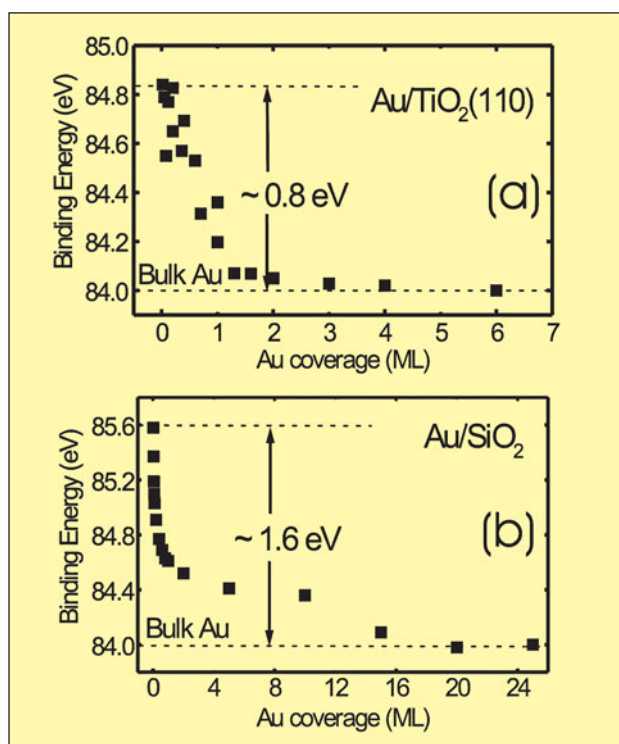 85.0
84.8
84.6
84.4
84.2
84.0
Binding Energy (eV)
Au/TiO2(110)
(a)
~ 0.8 eV
Bulk Au
0 1 2 3 4 5 6 7
Au coverage (ML)
85.6
85.2
84.8
84.4
84.0
Binding Energy (eV)
Au/SiO2
(b)
~ 1.6 eV
Bulk Au
0 4 8 12 16 20 24
Au coverage (ML)